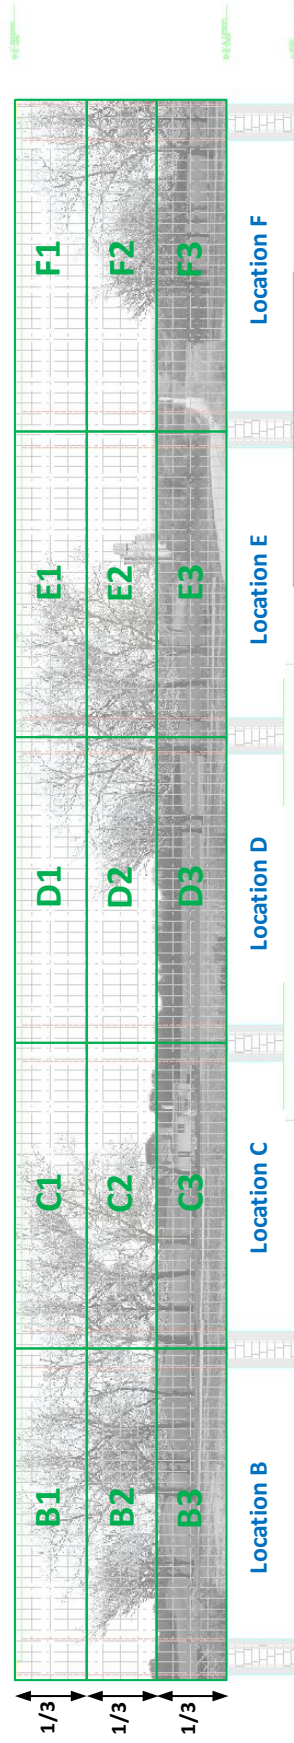 1/3
B1
C1
D1
E1
F1
1/3
B2
C2
D2
E2
F2
1/3
B3
C3
D3
E3
F3
Location B
Location C
Location D
Location E
Location F